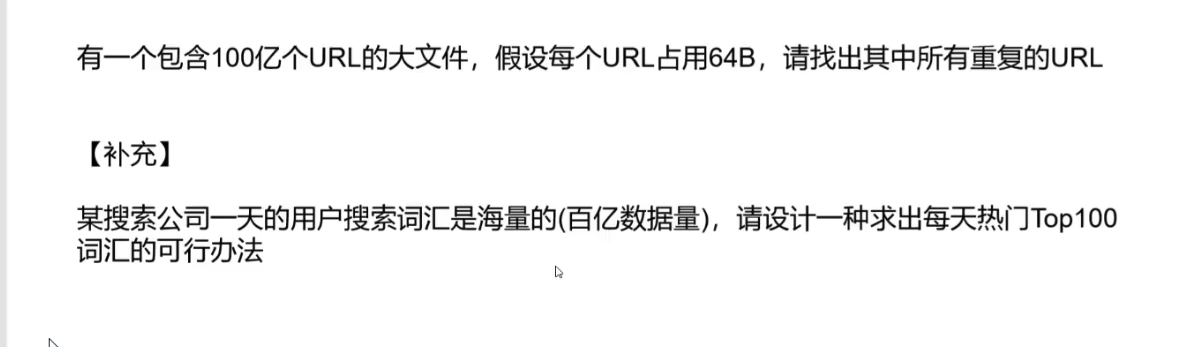 有一个包含100亿个URL的大文件，假设每个URL占用64B，请找出其中所有重复的URL
【补充】
某搜索公司一天的用户搜索词汇是海量的(百亿数据量)，请设计一种求出每天热门Top100
词汇的可行办法